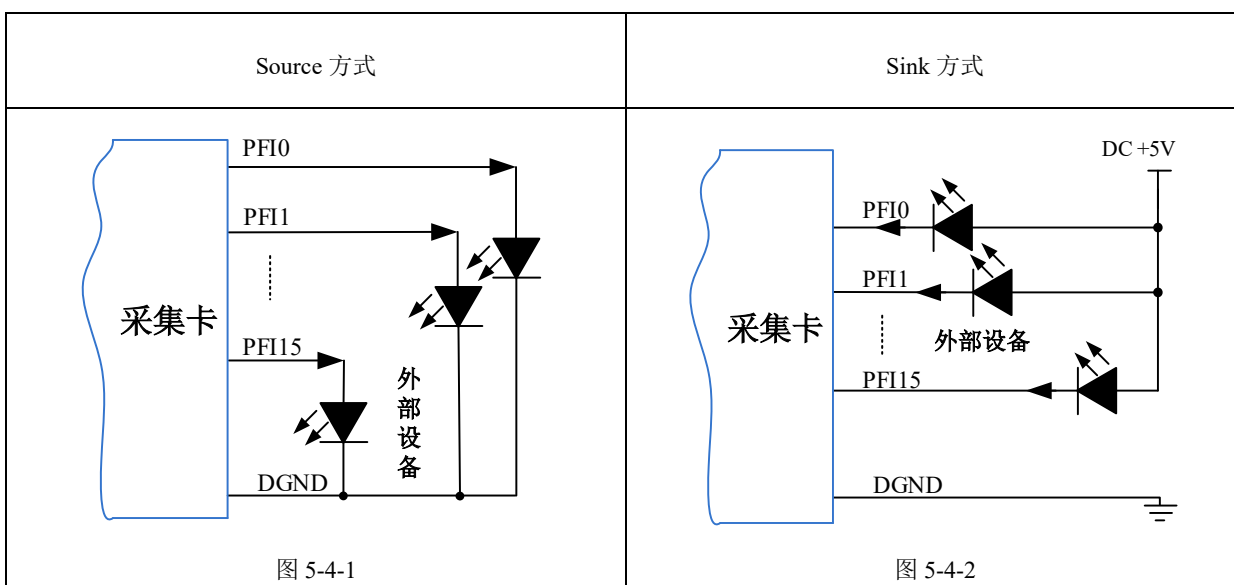 Source 方式
Sink 方式
PFI0
PFI1
采集卡
PFI15
外部设备
DGND
图 5-4-1
DC +5V
PFI0
PFI1
采集卡
外部设备
PFI15
DGND
图 5-4-2